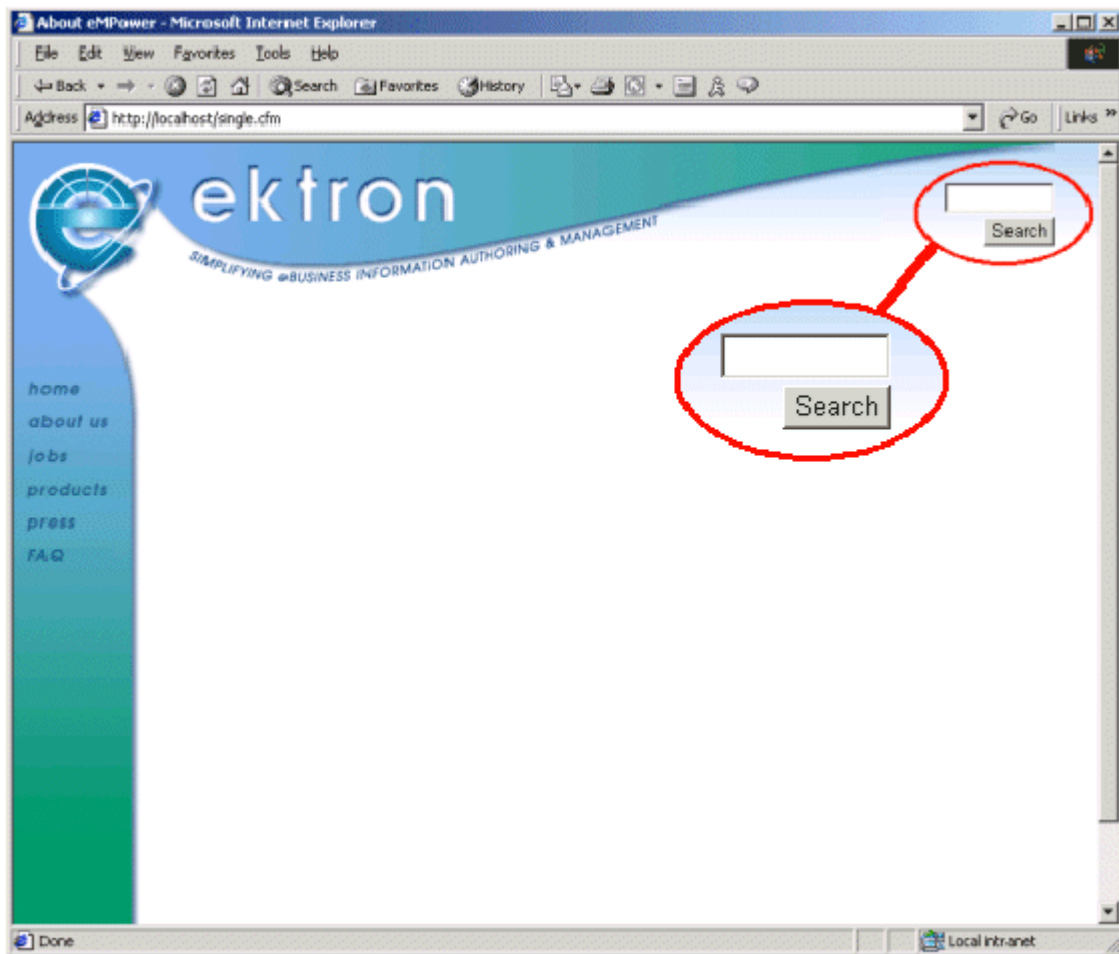 About eMPower - Microsoft Internet Explorer
File Edit View Favorites Tools Help
Back Search Favorites History
Address http://localhost/single.cfm Go Links »
ektron
SIMPLIFYING eBUSINESS INFORMATION AUTHORING & MANAGEMENT
Search
Search
home
about us
jobs
products
press
FAQ
Done Local intranet